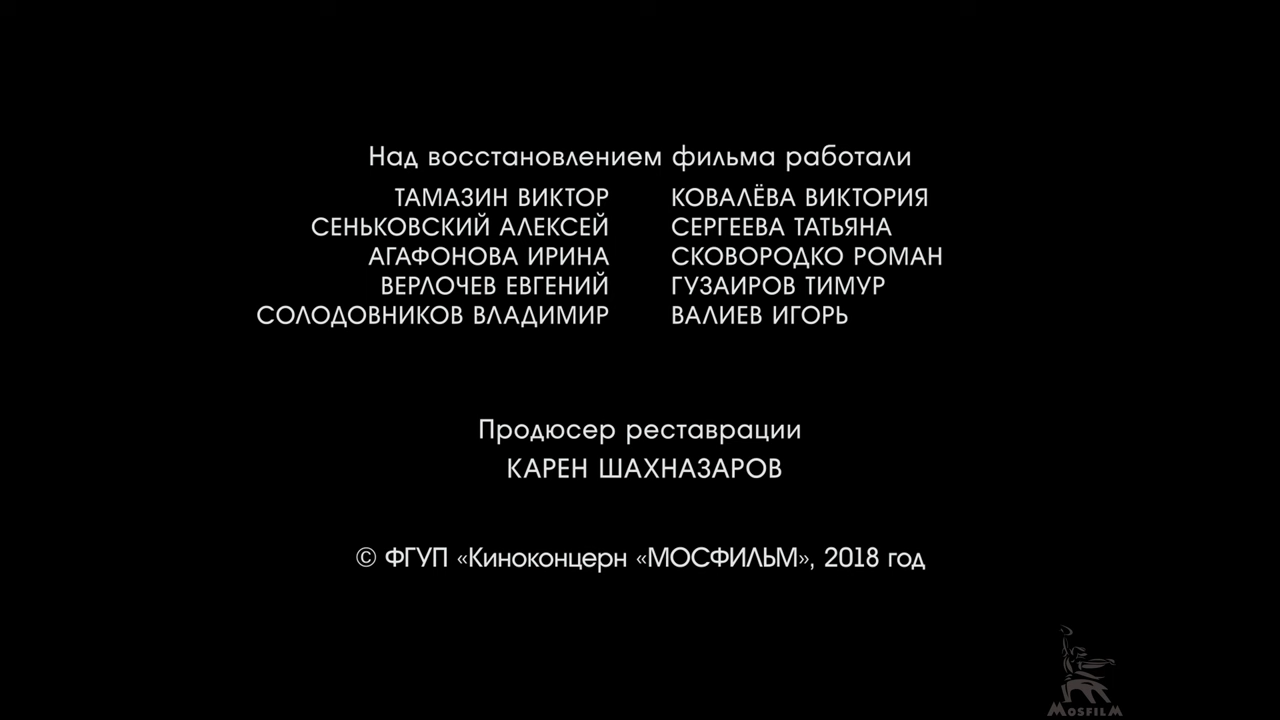 Над восстановлением фильма работали
ТАМАЗИН ВИКТОР КОВАЛЁВА ВИКТОРИЯ
СЕНЬКОВСКИЙ АЛЕКСЕЙ СЕРГЕЕВА ТАТЬЯНА
АГАФОНОВА ИРИНА СКОВОРОДКО РОМАН
ВЕРЛОЧЕВ ЕВГЕНИЙ ГУЗАИРОВ ТИМУР
СОЛОДОВНИКОВ ВЛАДИМИР ВАЛИЕВ ИГОРЬ
Продюсер реставрации
КАРЕН ШАХНАЗАРОВ
© ФГУП «Киноконцерн «МОСФИЛЬМ», 2018 год
MOSFILM